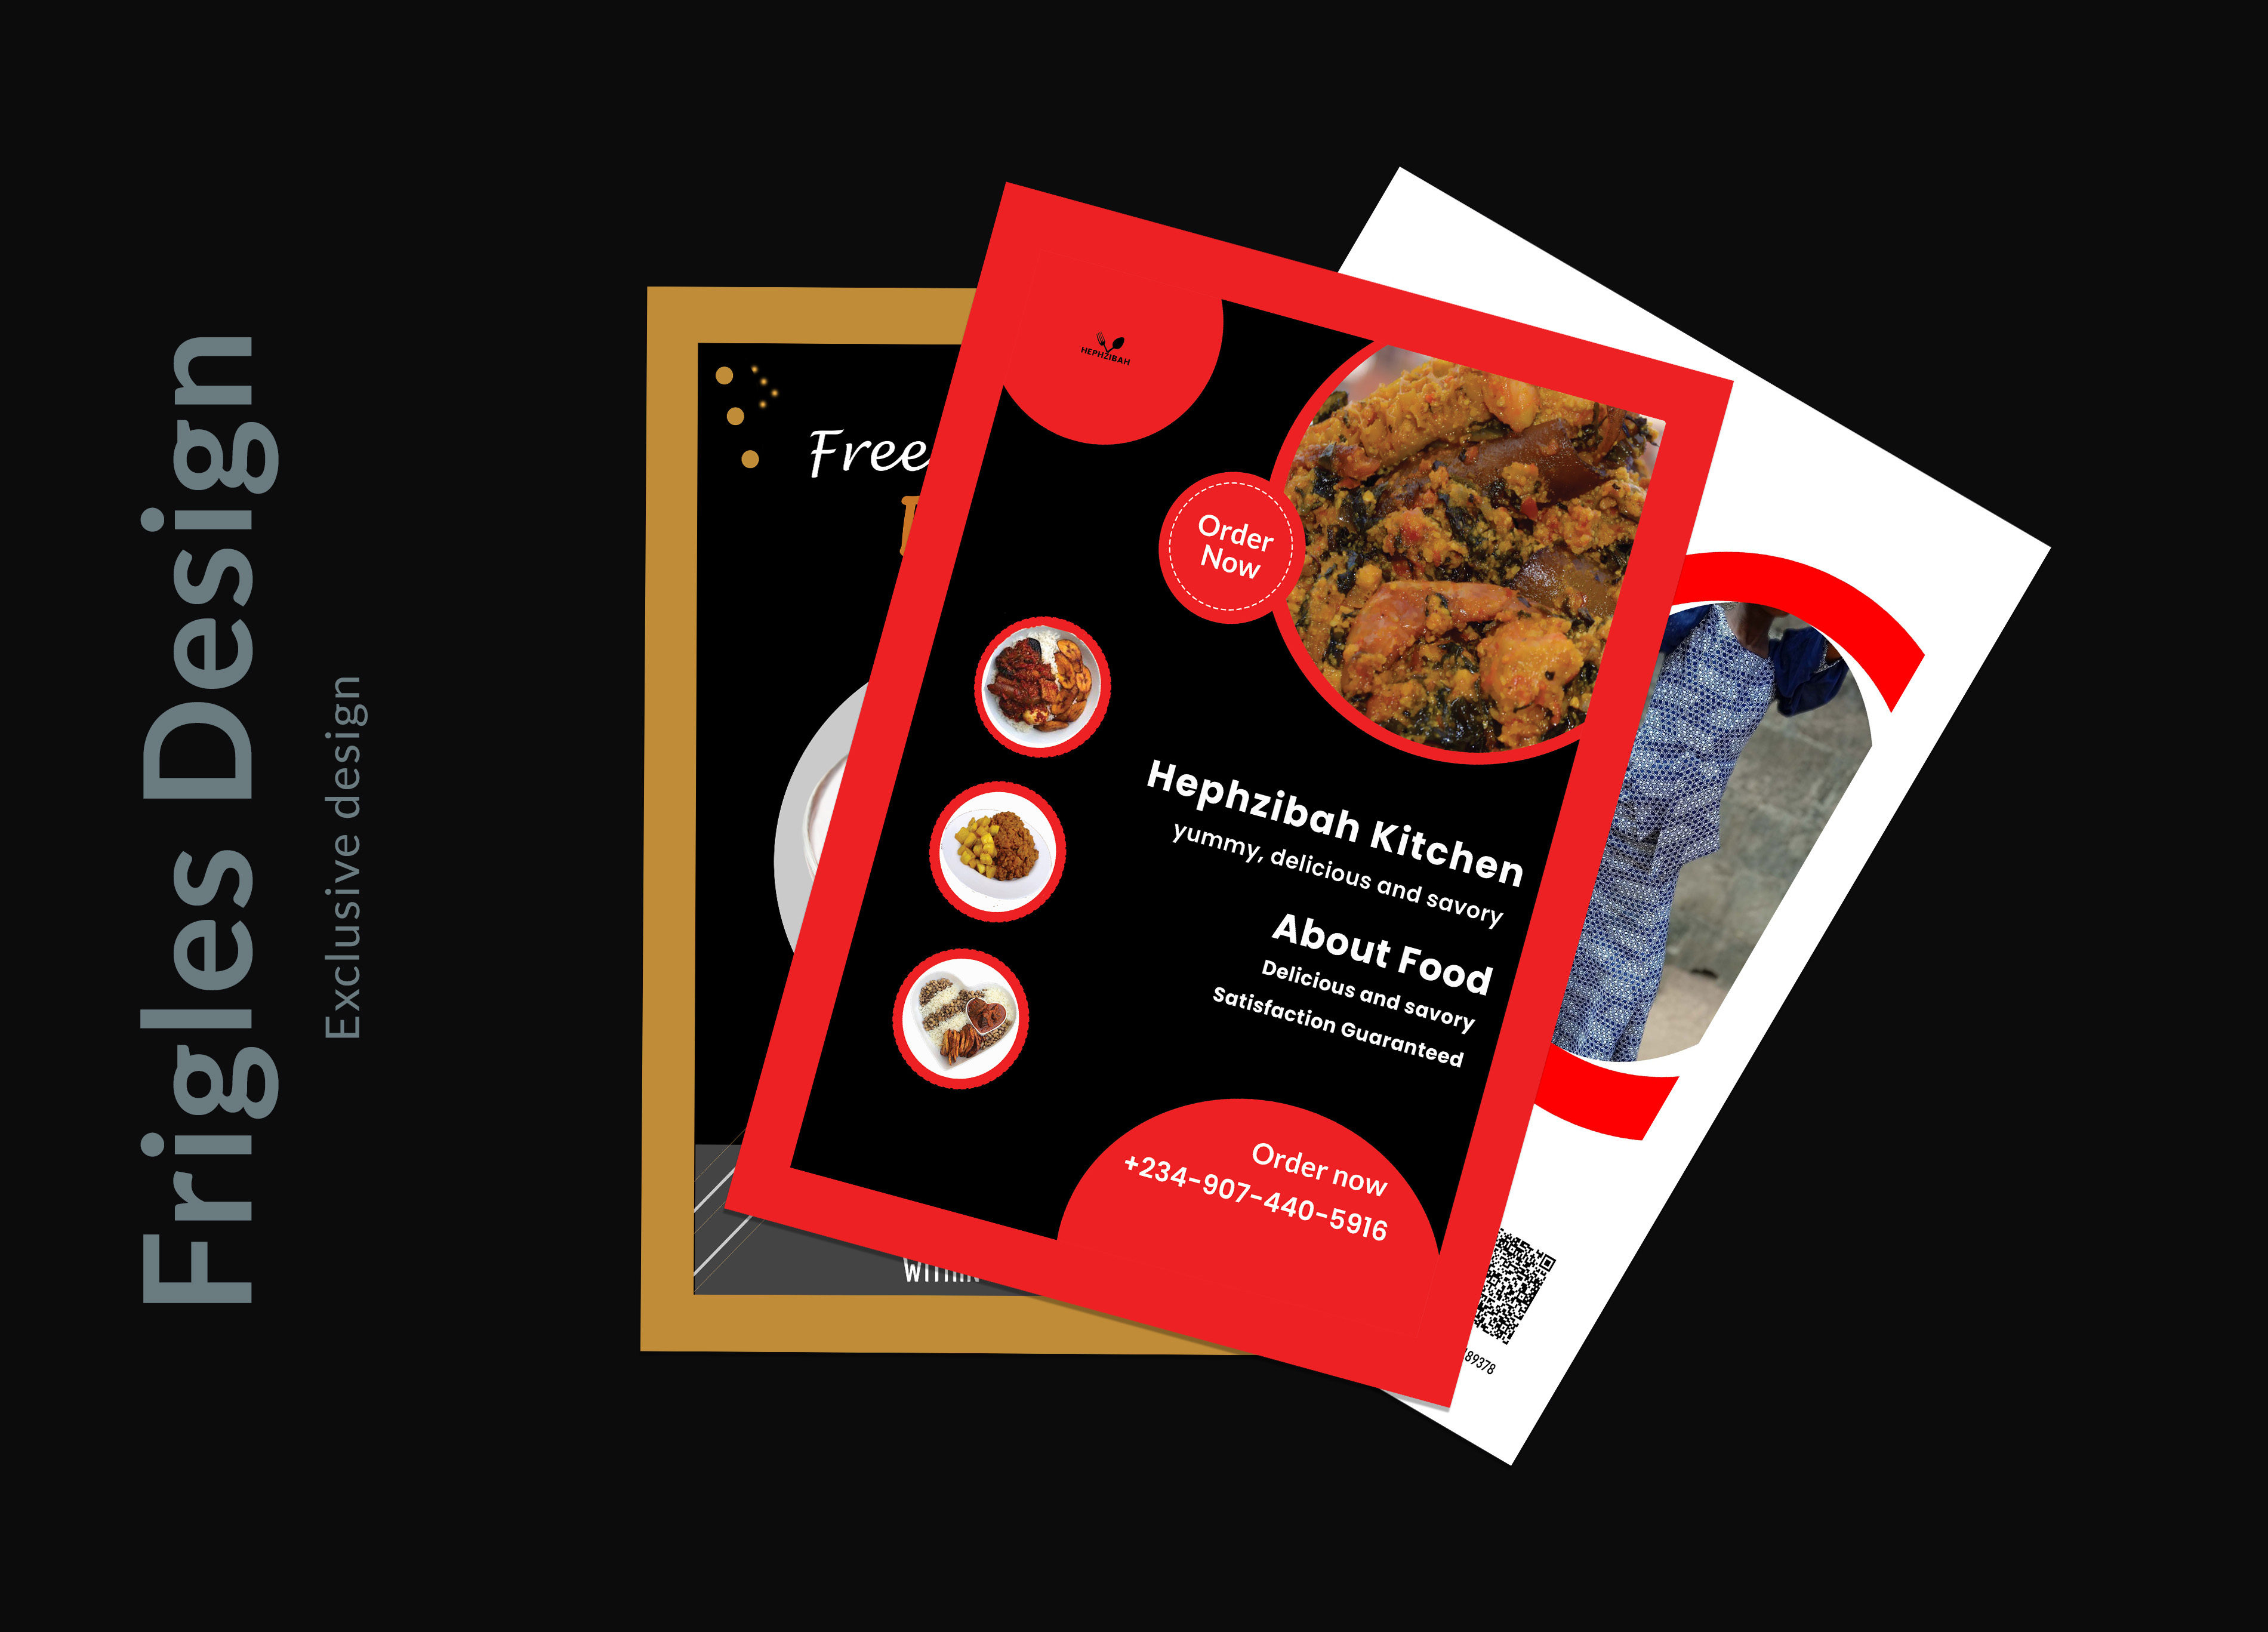 Frigles Design
Exclusive design
Free
HEPHZIBAH
Order
Now
Hephzibah Kitchen
yummy, delicious and savory
About Food
Delicious and savory
Satisfaction Guaranteed
Order now
+234-907-440-5916
89378